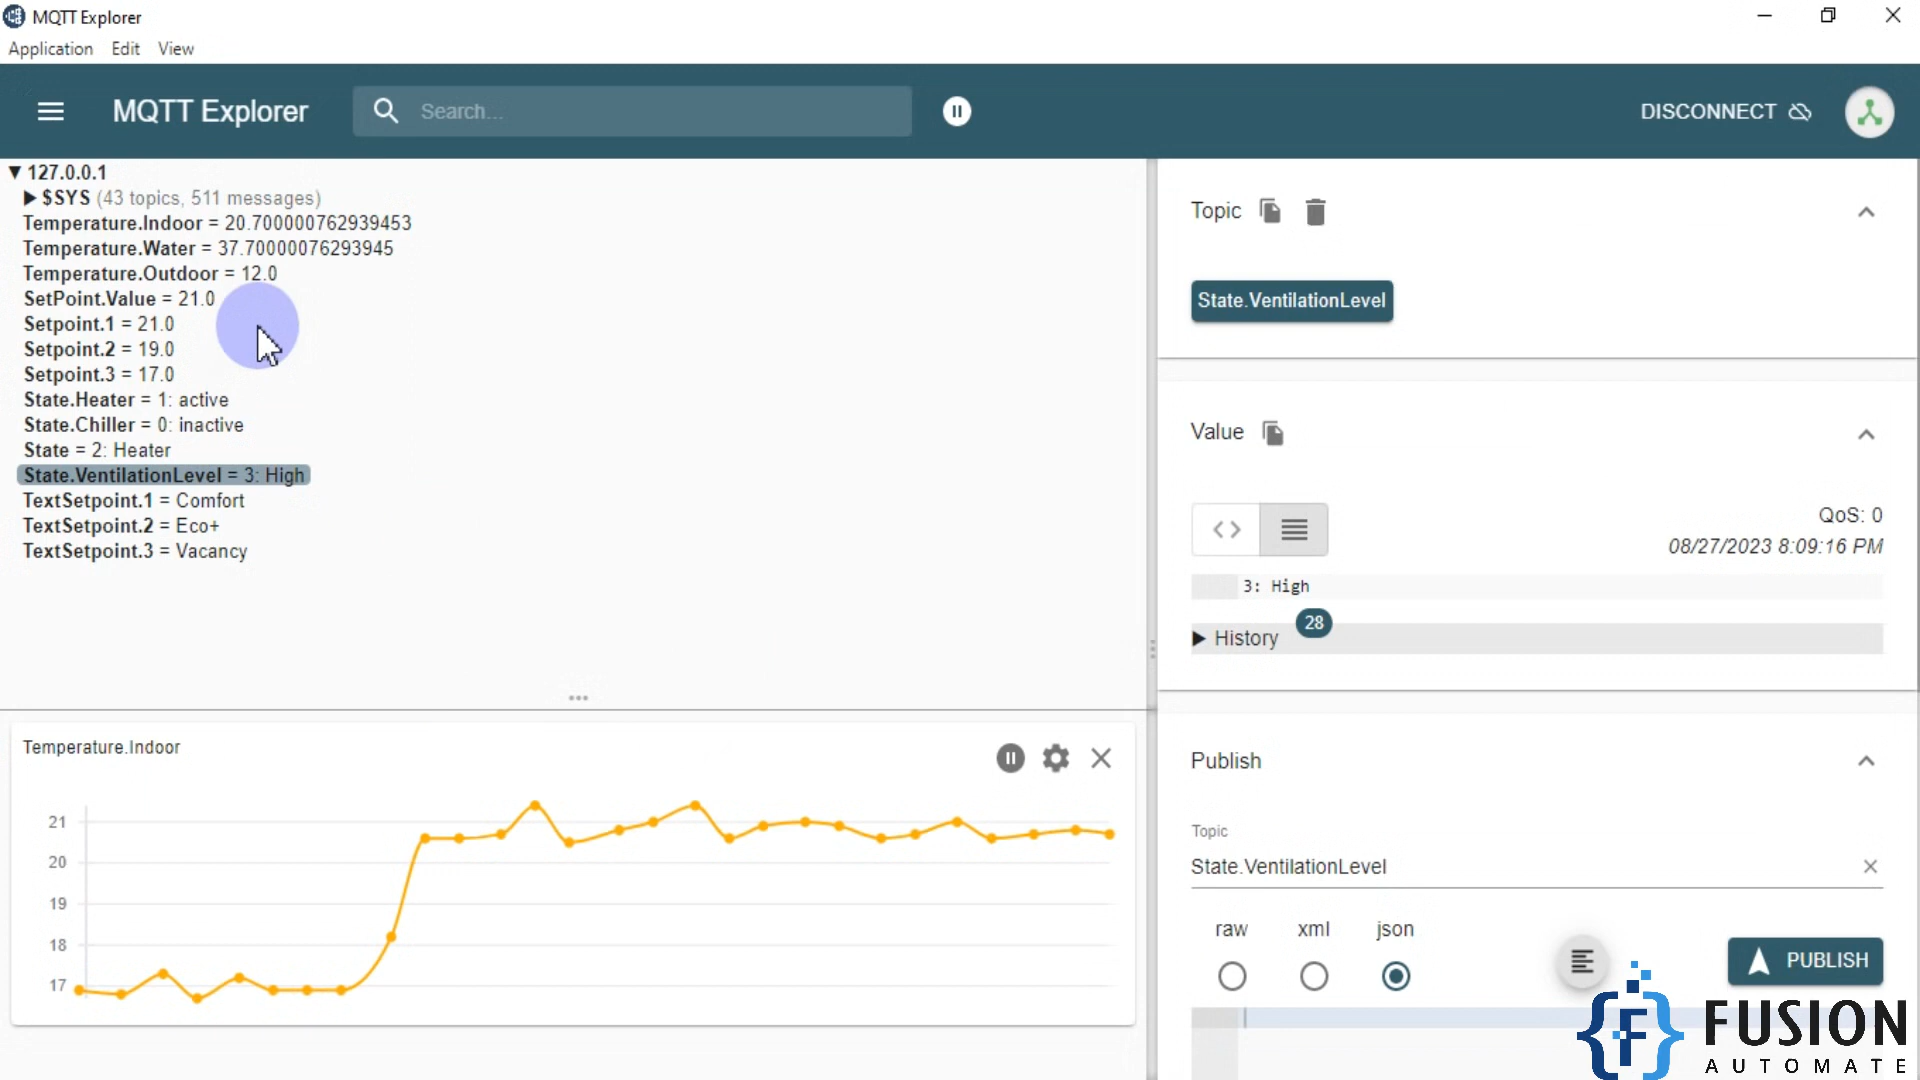 MQTT Explorer
Application Edit View
MQTT Explorer
Search...
DISCONNECT
▼ 127.0.0.1
▶ $SYS (43 topics, 511 messages)
Temperature.Indoor = 20.700000762939453
Temperature.Water = 37.70000076293945
Temperature.Outdoor = 12.0
SetPoint.Value = 21.0
Setpoint.1 = 21.0
Setpoint.2 = 19.0
Setpoint.3 = 17.0
State.Heater = 1: active
State.Chiller = 0: inactive
State = 2: Heater
State.VentilationLevel = 3: High
TextSetpoint.1 = Comfort
TextSetpoint.2 = Eco+
TextSetpoint.3 = Vacancy
Temperature.Indoor
21
20
19
18
17
Topic
State.VentilationLevel
Value
QoS: 0
08/27/2023 8:09:16 PM
3: High
▶ History 28
Publish
Topic
State.VentilationLevel
raw xml json
PUBLISH
FUSION
AUTOMATE